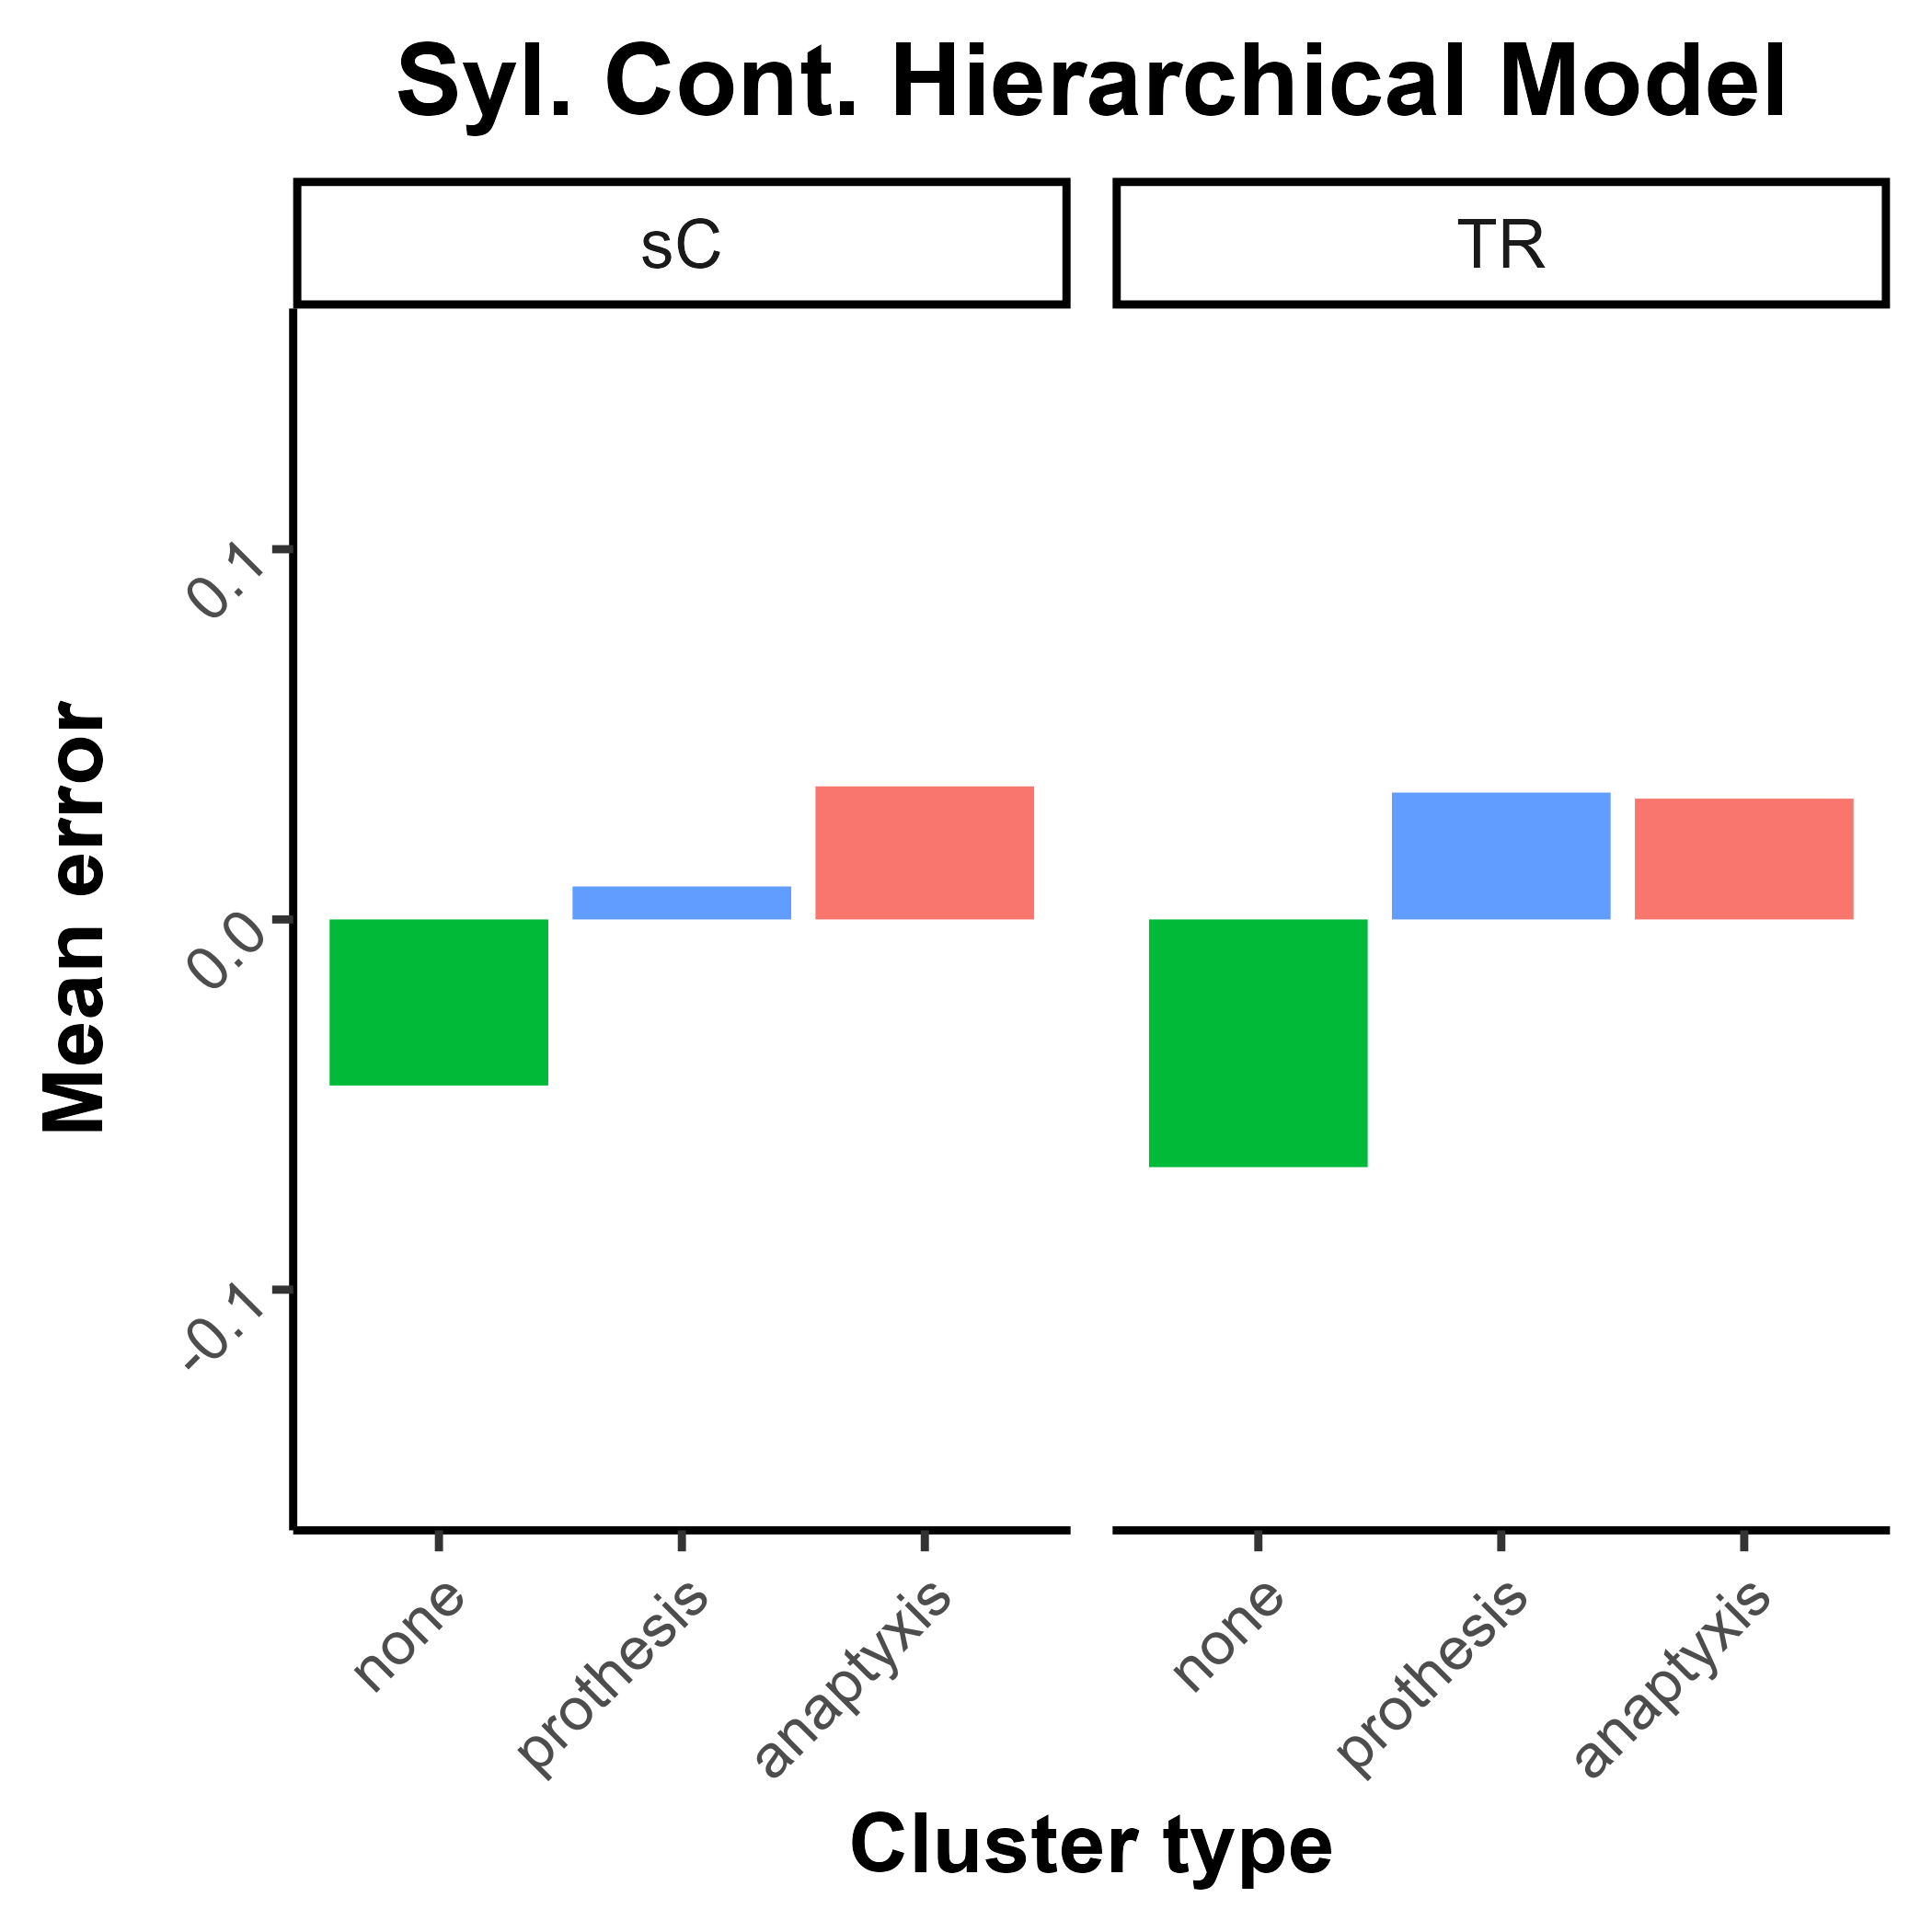 Syl. Cont. Hierarchical Model
sC
TR
Mean error
0.1
0.0
-0.1
none
prothesis
anaptyxis
none
prothesis
anaptyxis
Cluster type